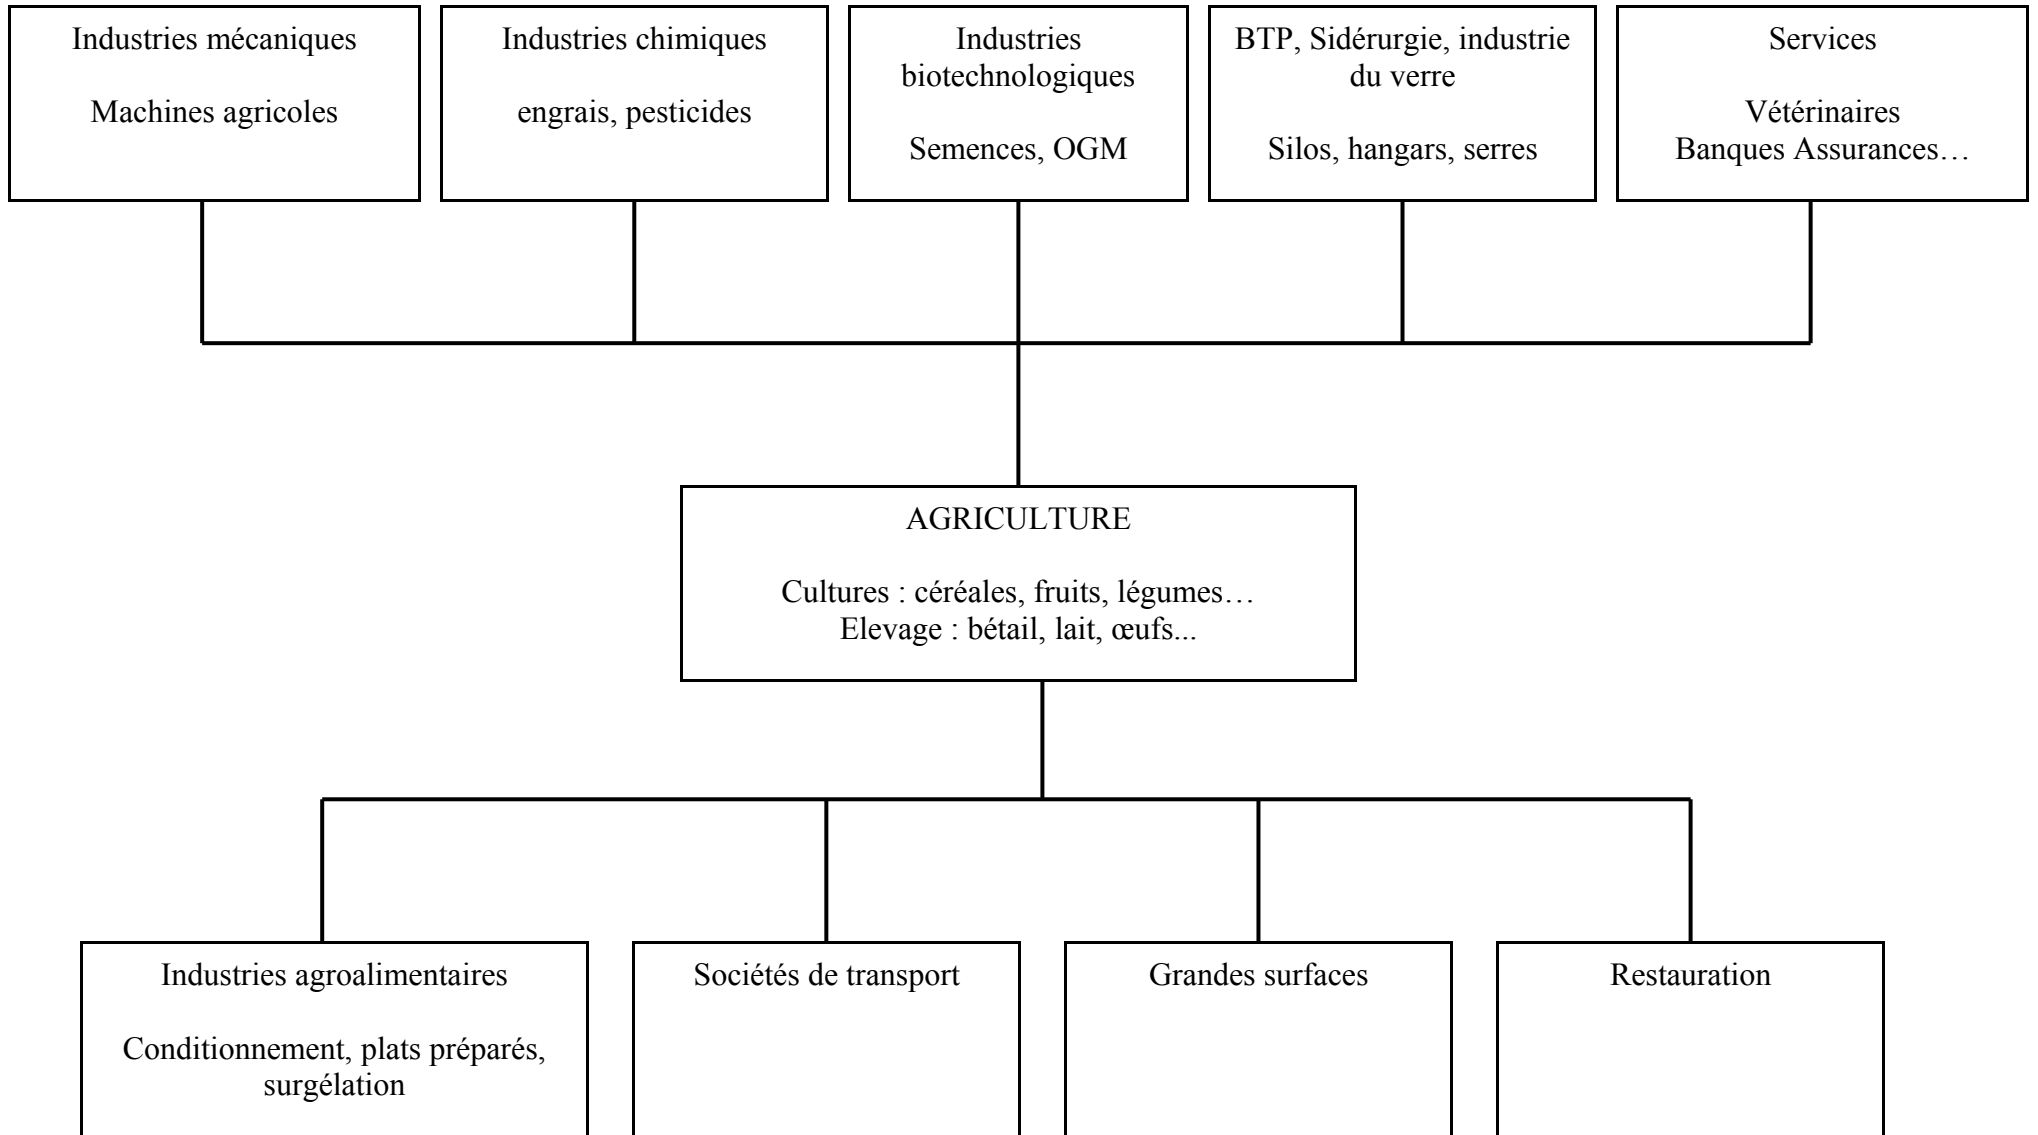 Industries mécaniques
Machines agricoles
Industries chimiques
engrais, pesticides
Industries
biotechnologiques
Semences, OGM
BTP, Sidérurgie, industrie
du verre
Silos, hangars, serres
Services
Vétérinaires
Banques Assurances…
AGRICULTURE
Cultures : céréales, fruits, légumes…
Elevage : bétail, lait, œufs...
Industries agroalimentaires
Conditionnement, plats préparés,
surgélation
Sociétés de transport
Grandes surfaces
Restauration